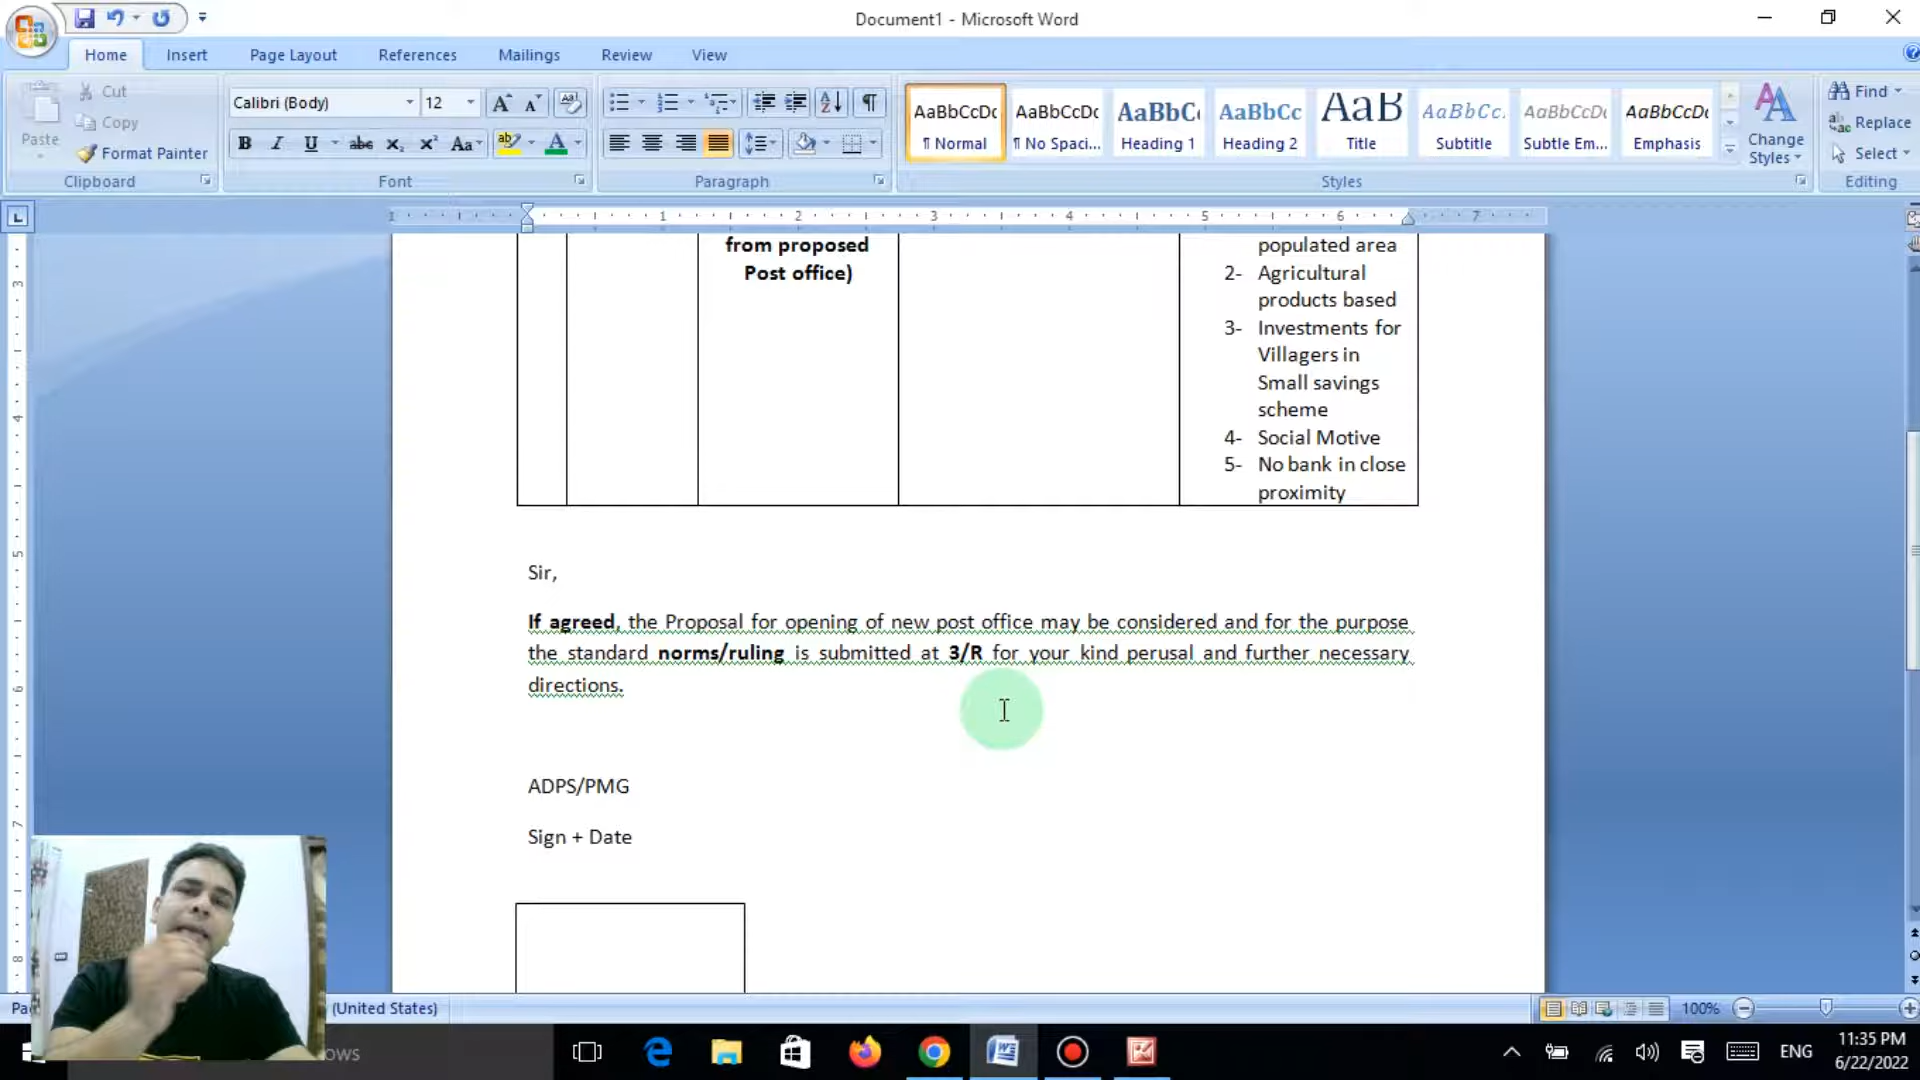 Document1 - Microsoft Word
Home Insert Page Layout References Mailings Review View
Cut
Copy
Paste
Format Painter
Calibri (Body) 12
AaBbCcDc AaBbCcDc AaBbC AaBbCc AaB AaBbCc. AaBbCcDc AaBbCcDc
¶ Normal ¶ No Spaci... Heading 1 Heading 2 Title Subtitle Subtle Em... Emphasis
Change
Styles
Find
Replace
Select
Clipboard Font Paragraph Styles Editing
from proposed
Post office)
populated area
2- Agricultural
products based
3- Investments for
Villagers in
Small savings
scheme
4- Social Motive
5- No bank in close
proximity
Sir,
If agreed, the Proposal for opening of new post office may be considered and for the purpose
the standard norms/ruling is submitted at 3/R for your kind perusal and further necessary
directions.
ADPS/PMG
Sign + Date
(United States)
100%
ENG
11:35 PM
6/22/2022